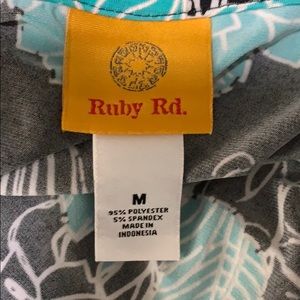 Ruby Rd.
M
95% POLYESTER
5% SPANDEX
MADE IN
INDONESIA